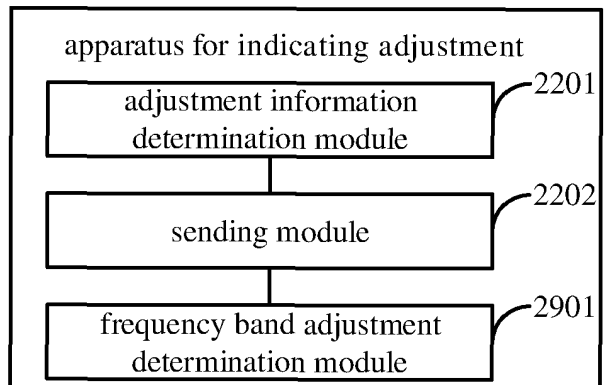 apparatus for indicating adjustment
2201
adjustment information
determination module
2202
sending module
2901
frequency band adjustment
determination module